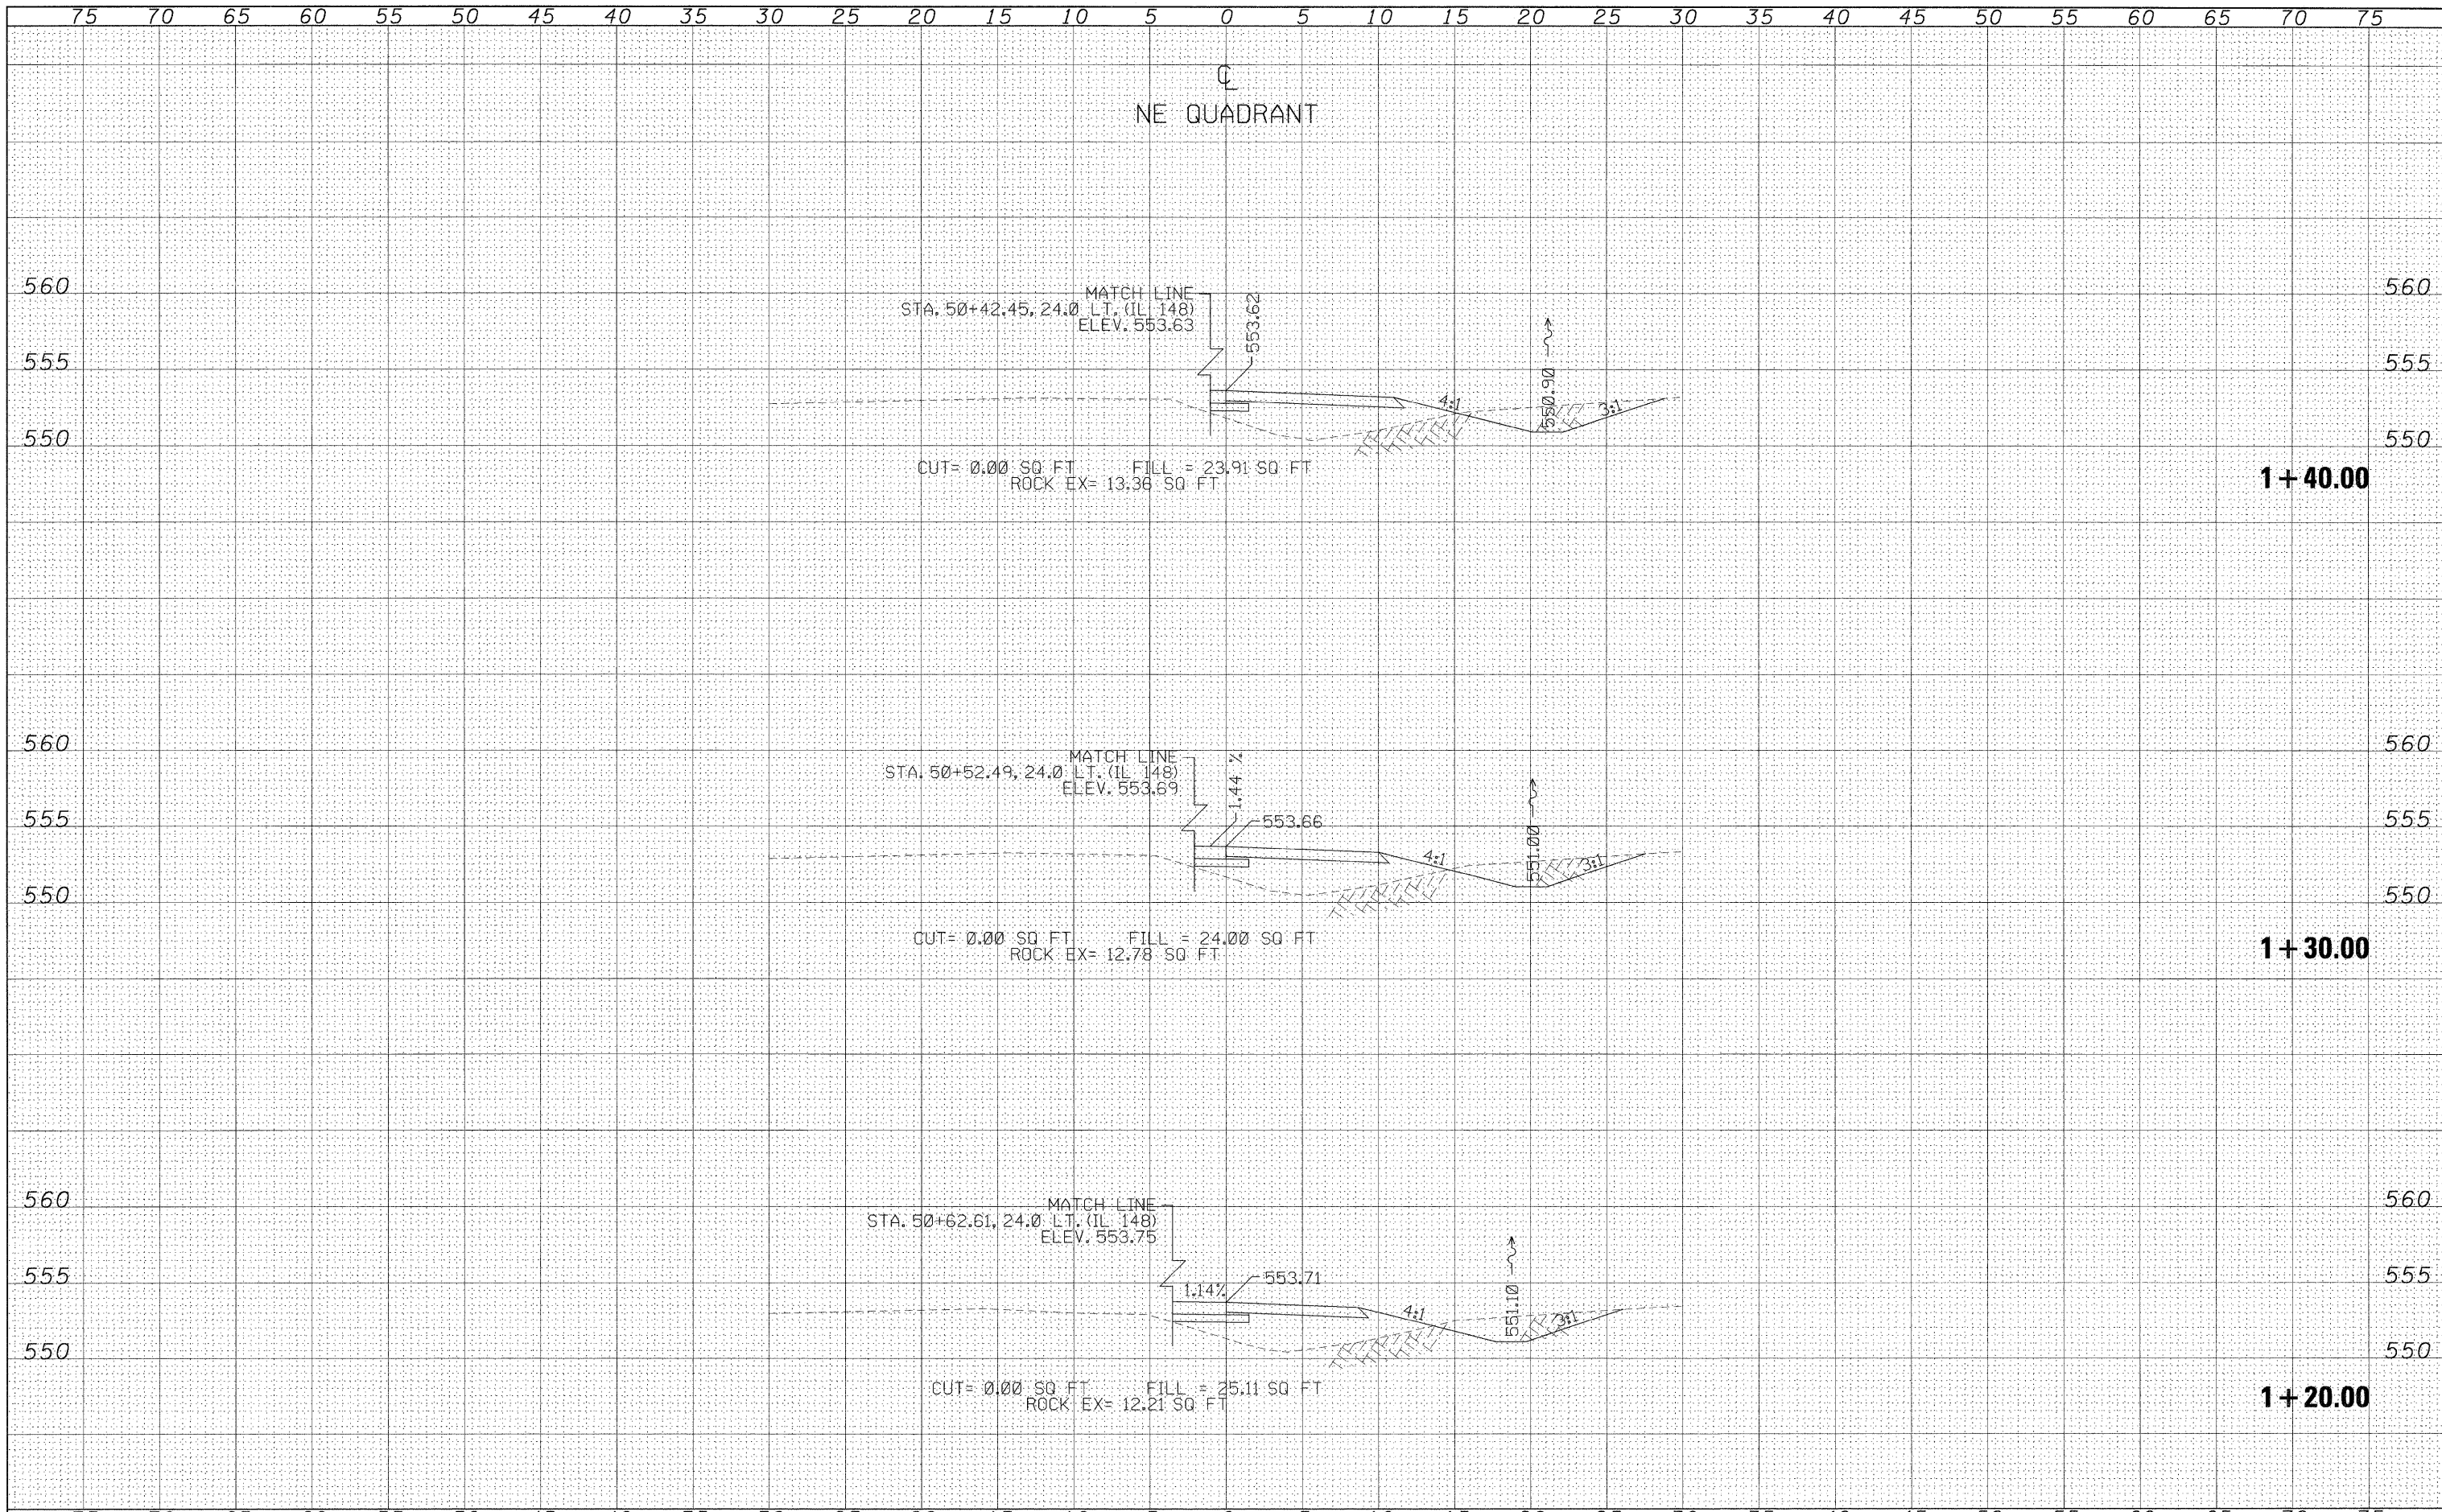 75 70 65 60 55 50 45 40 35 30 25 20 15 10 5 0 5 10 15 20 25 30 35 40 45 50 55 60 65 70 75
℄
NE QUADRANT
560 560
MATCH LINE
STA. 50+42.45, 24.0 LT. (IL 148)
ELEV. 553.63
553.62
555 555
550.90
4:1
3:1
550 550
CUT= 0.00 SQ FT FILL = 23.91 SQ FT
ROCK EX= 13.36 SQ FT
1+40.00
560 560
MATCH LINE
STA. 50+52.49, 24.0 LT. (IL 148)
ELEV. 553.69
1.44 %
555 555
553.66
551.00
4:1
3:1
550 550
CUT= 0.00 SQ FT FILL = 24.00 SQ FT
ROCK EX= 12.78 SQ FT
1+30.00
560 560
MATCH LINE
STA. 50+62.61, 24.0 LT. (IL 148)
ELEV. 553.75
555 555
553.71
1.14%
551.10
4:1
3:1
550 550
CUT= 0.00 SQ FT FILL = 25.11 SQ FT
ROCK EX= 12.21 SQ FT
1+20.00